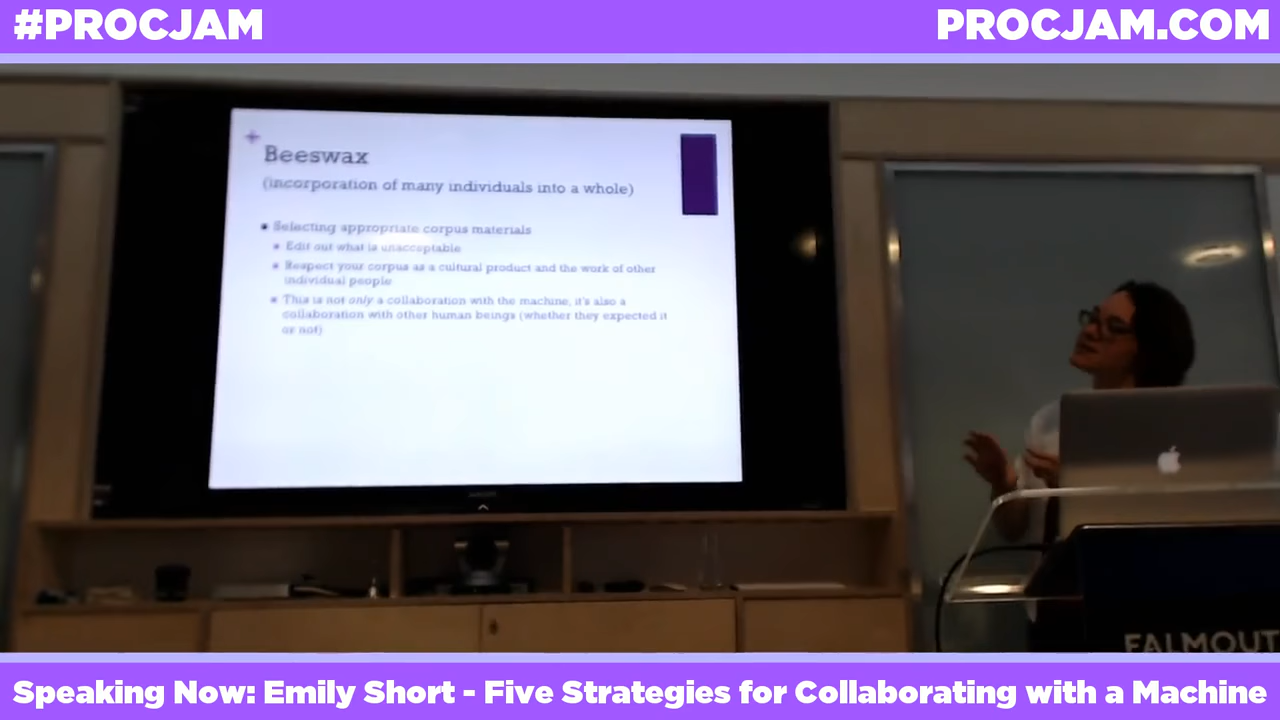 #PROCJAM
PROCJAM.COM
Beeswax
(incorporation of many individuals into a whole)
Selecting appropriate corpus materials
Edit out what is unacceptable
Respect your corpus as a cultural product and the work of other
individual people
This is not only a collaboration with the machine, it's also a
collaboration with other human beings (whether they expected it
or not)
FALMOUT
Speaking Now: Emily Short - Five Strategies for Collaborating with a Machine